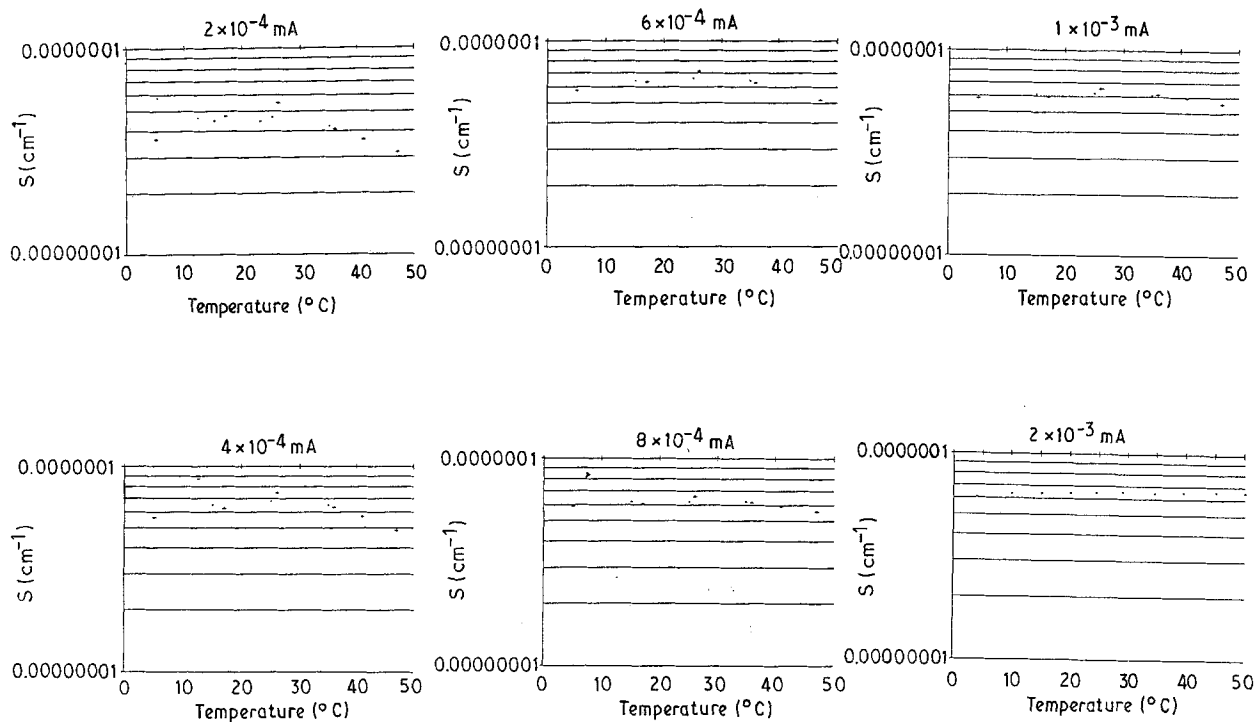 2×10⁻⁴ mA
0.0000001
S (cm⁻¹)
0.00000001
0 10 20 30 40 50
Temperature (°C)
6×10⁻⁴ mA
0.0000001
S (cm⁻¹)
0.00000001
0 10 20 30 40 50
Temperature (°C)
1×10⁻³ mA
0.0000001
S (cm⁻¹)
0.00000001
0 10 20 30 40 50
Temperature (°C)
4×10⁻⁴ mA
0.0000001
S (cm⁻¹)
0.00000001
0 10 20 30 40 50
Temperature (°C)
8×10⁻⁴ mA
0.0000001
S (cm⁻¹)
0.00000001
0 10 20 30 40 50
Temperature (°C)
2×10⁻³ mA
0.0000001
S (cm⁻¹)
0.00000001
0 10 20 30 40 50
Temperature (°C)